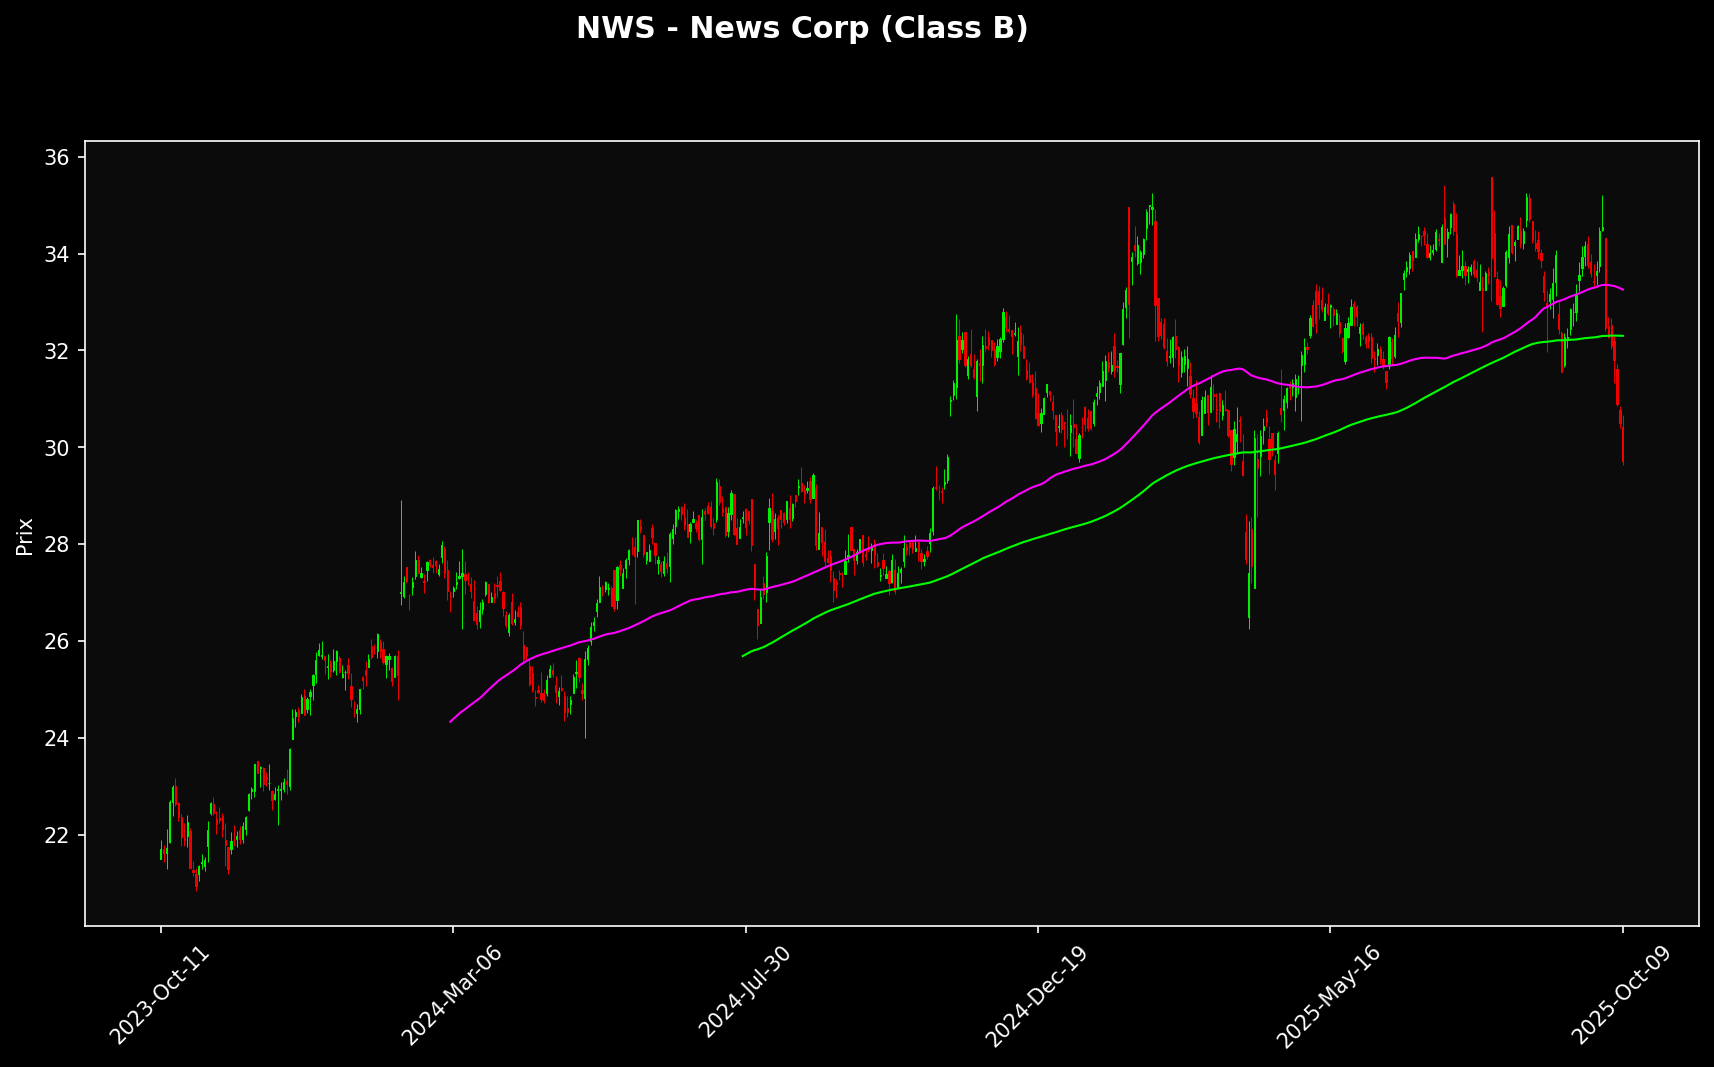 NWS - News Corp (Class B)
Prix
36
34
32
30
28
26
24
22
2023-Oct-11
2024-Mar-06
2024-Jul-30
2024-Dec-19
2025-May-16
2025-Oct-09